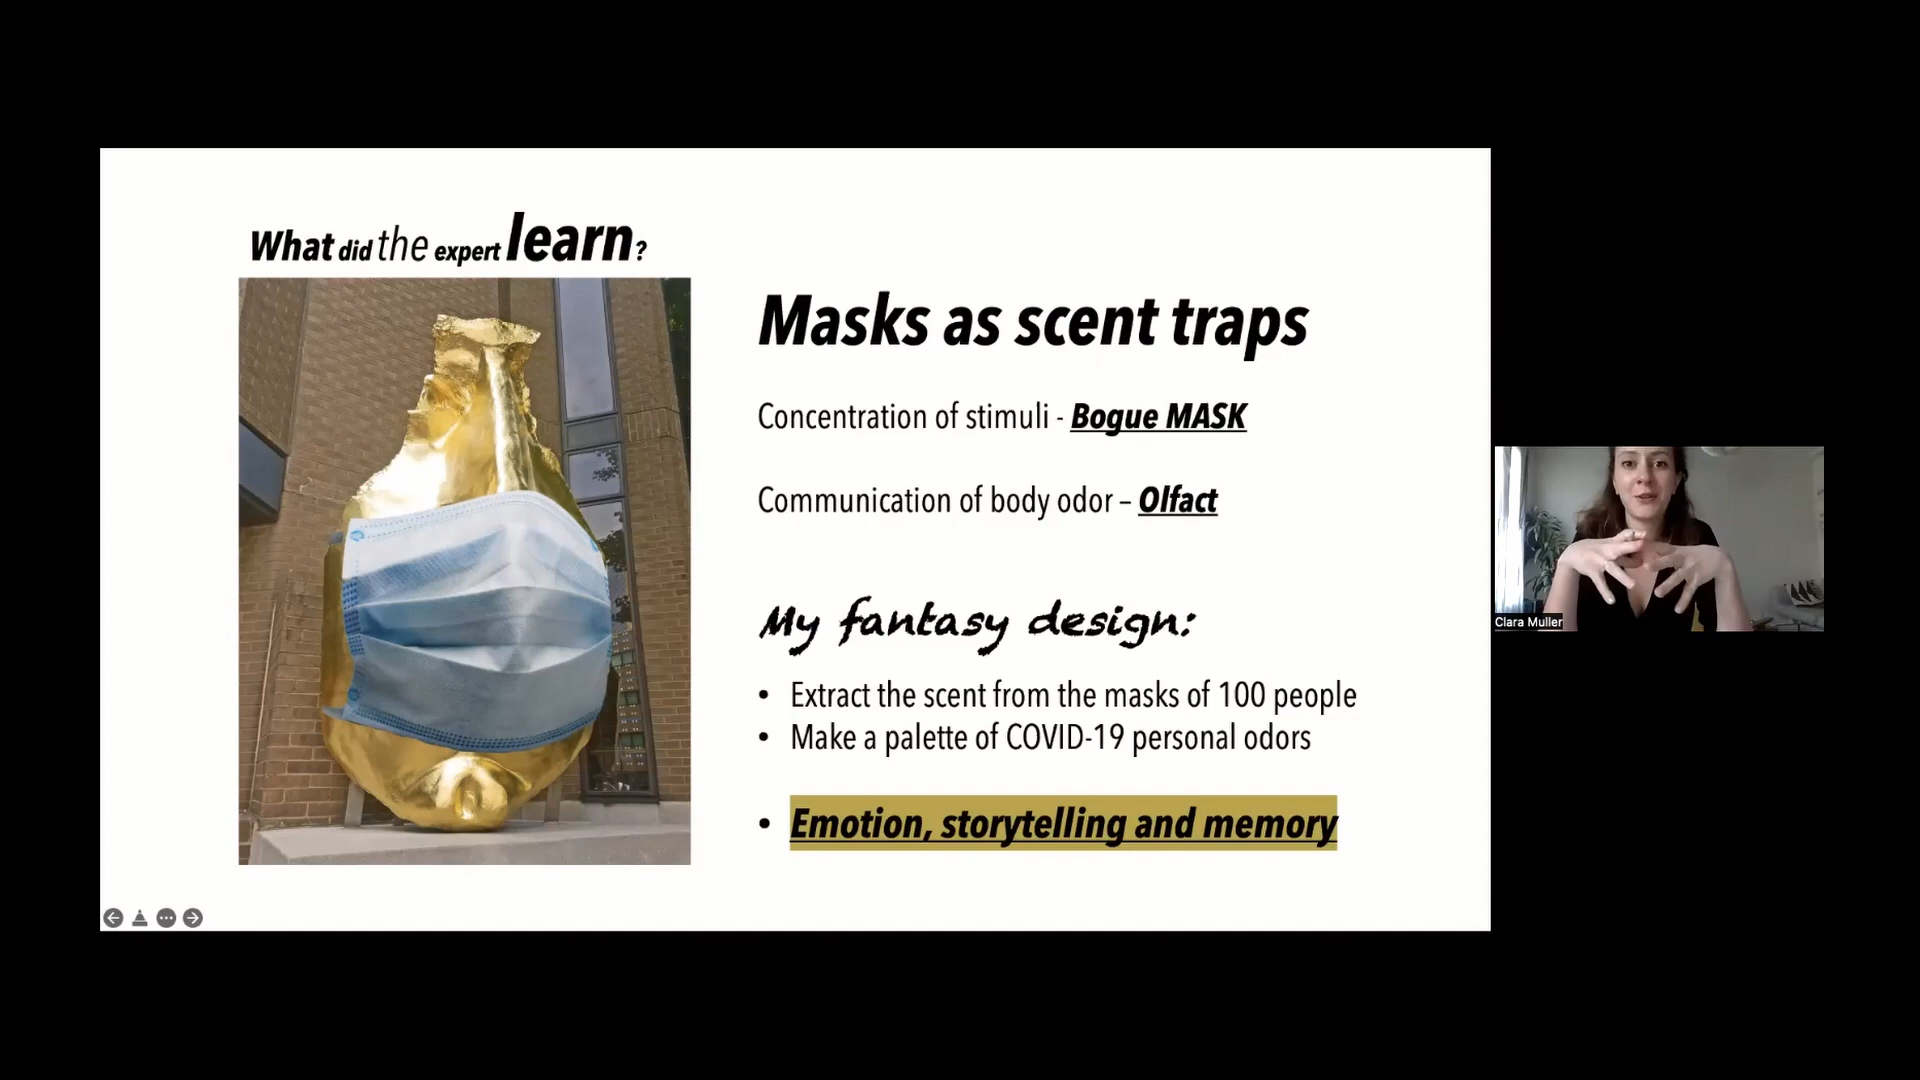 What did the expert learn?
Masks as scent traps
Concentration of stimuli - Bogue MASK
Communication of body odor – Olfact
My fantasy design:
• Extract the scent from the masks of 100 people
• Make a palette of COVID-19 personal odors
• Emotion, storytelling and memory
Clara Muller